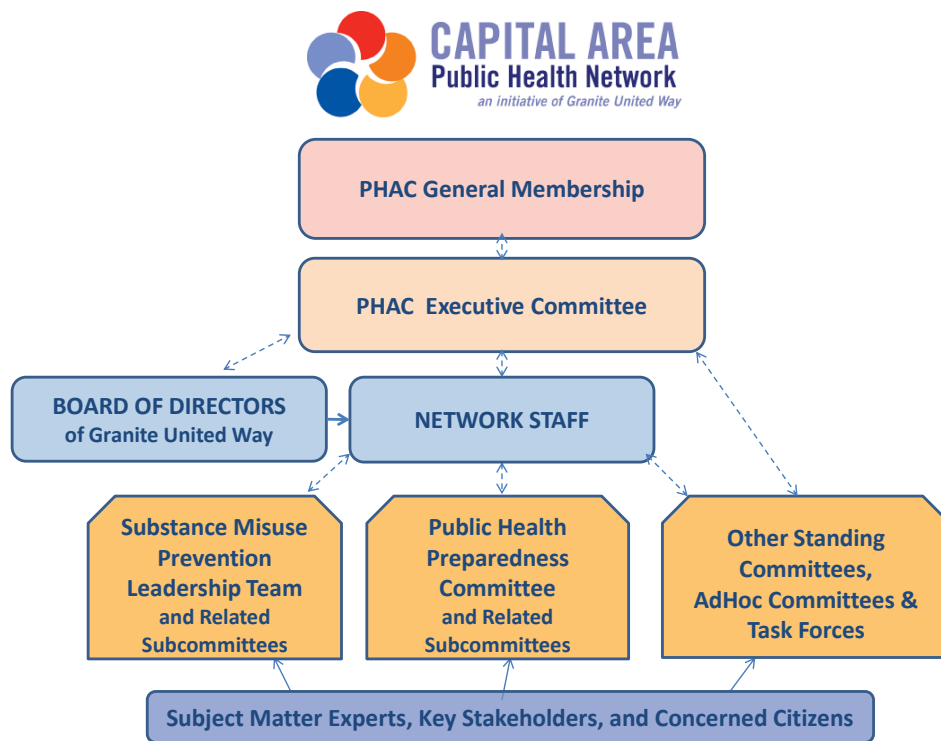 CAPITAL AREA
Public Health Network
an initiative of Granite United Way
PHAC General Membership
PHAC Executive Committee
BOARD OF DIRECTORS
of Granite United Way
NETWORK STAFF
Substance Misuse
Prevention
Leadership Team
and Related
Subcommittees
Public Health
Preparedness
Committee
and Related
Subcommittees
Other Standing
Committees,
AdHoc Committees &
Task Forces
Subject Matter Experts, Key Stakeholders, and Concerned Citizens